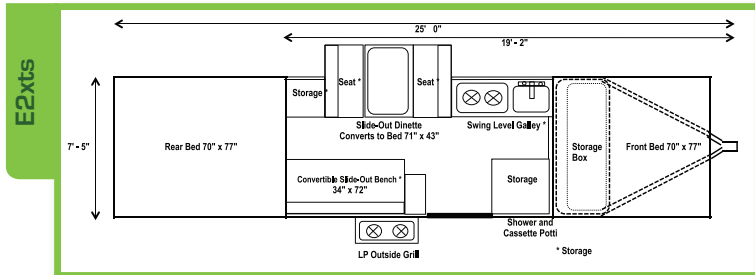 E2xts
25' 0"
19' - 2"
7' - 5"
Rear Bed 70" x 77"
Storage *
Seat *
Seat *
Slide-Out Dinette
Converts to Bed 71" x 43"
Swing Level Galley *
Convertible Slide-Out Bench *
34" x 72"
Storage
Storage
Box
Front Bed 70" x 77"
Shower and
Cassette Potti
LP Outside Grill
* Storage